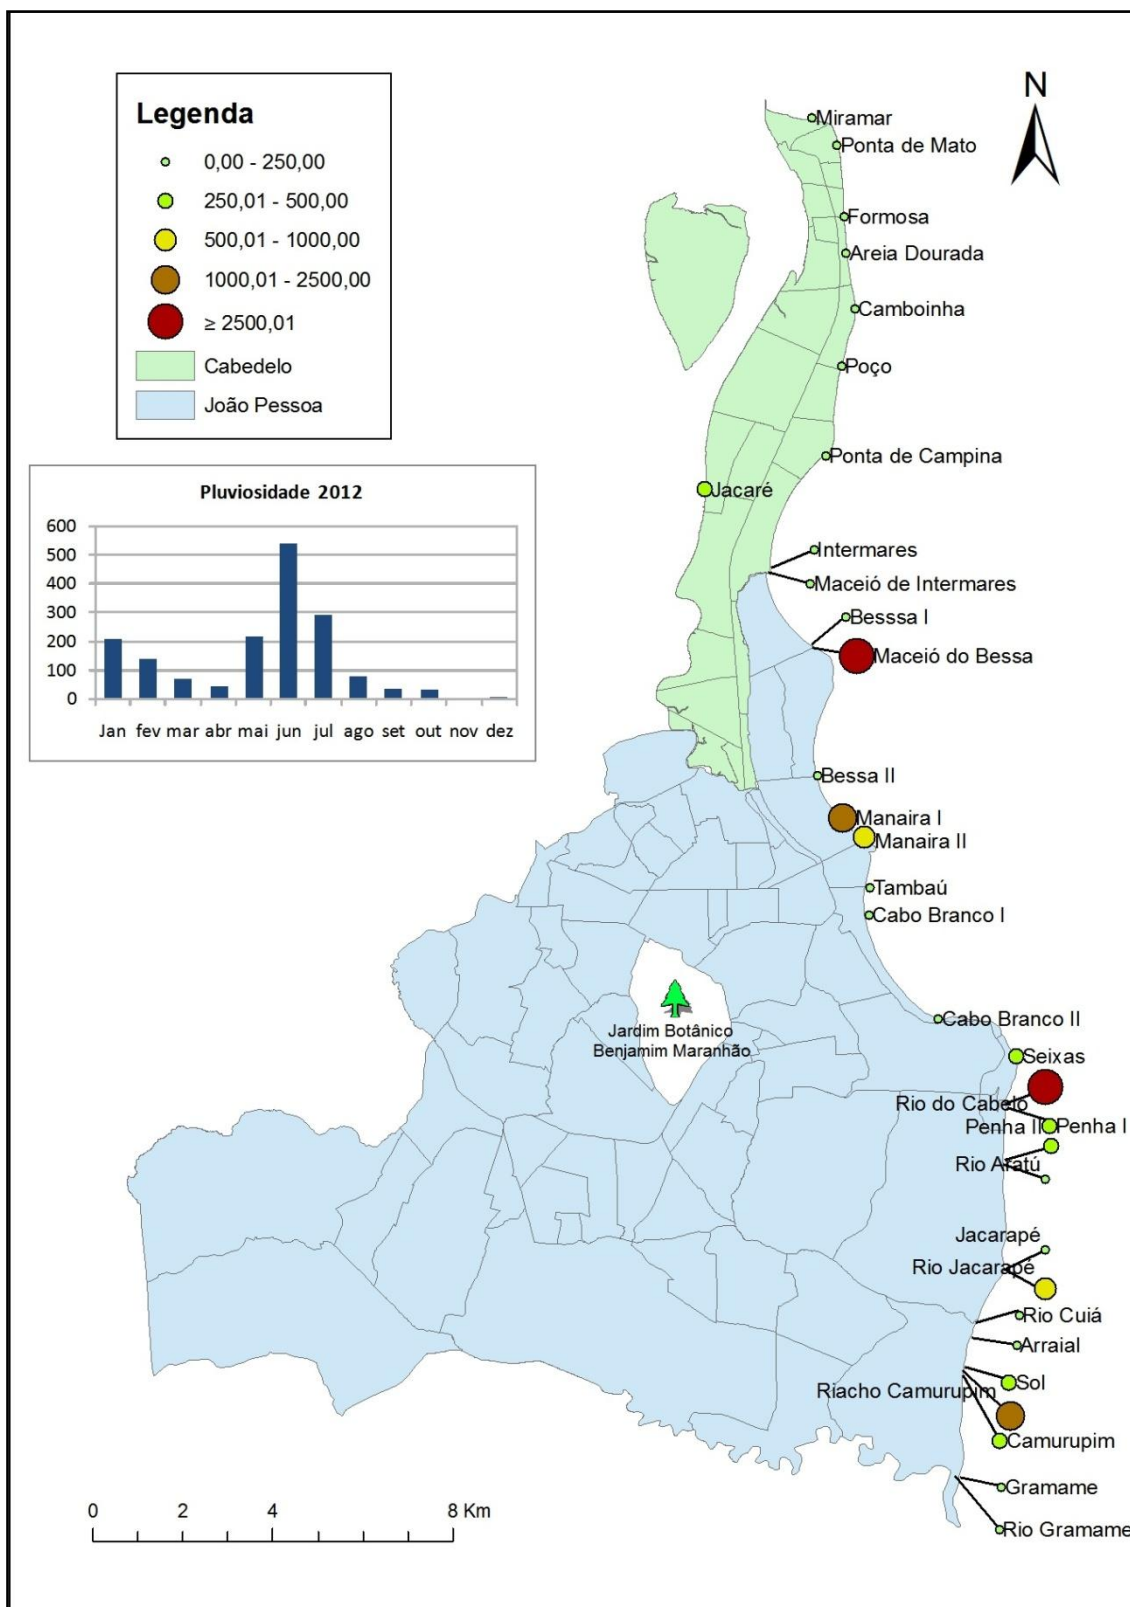 Legenda
0,00 - 250,00
250,01 - 500,00
500,01 - 1000,00
1000,01 - 2500,00
≥ 2500,01
Cabedelo
João Pessoa
N
Miramar
Ponta de Mato
Formosa
Areia Dourada
Camboinha
Poço
Ponta de Campina
Jacaré
Intermares
Maceió de Intermares
Besssa I
Maceió do Bessa
Bessa II
Manaira I
Manaira II
Tambaú
Cabo Branco I
Cabo Branco II
Seixas
Rio do Cabelo
Penha II
Penha I
Rio Aratú
Jacarapé
Rio Jacarapé
Rio Cuiá
Arraial
Sol
Riacho Camurupim
Camurupim
Gramame
Rio Gramame
Jardim Botânico
Benjamim Maranhão
Pluviosidade 2012
600
500
400
300
200
100
0
Jan fev mar abr mai jun jul ago set out nov dez
0 2 4 8 Km